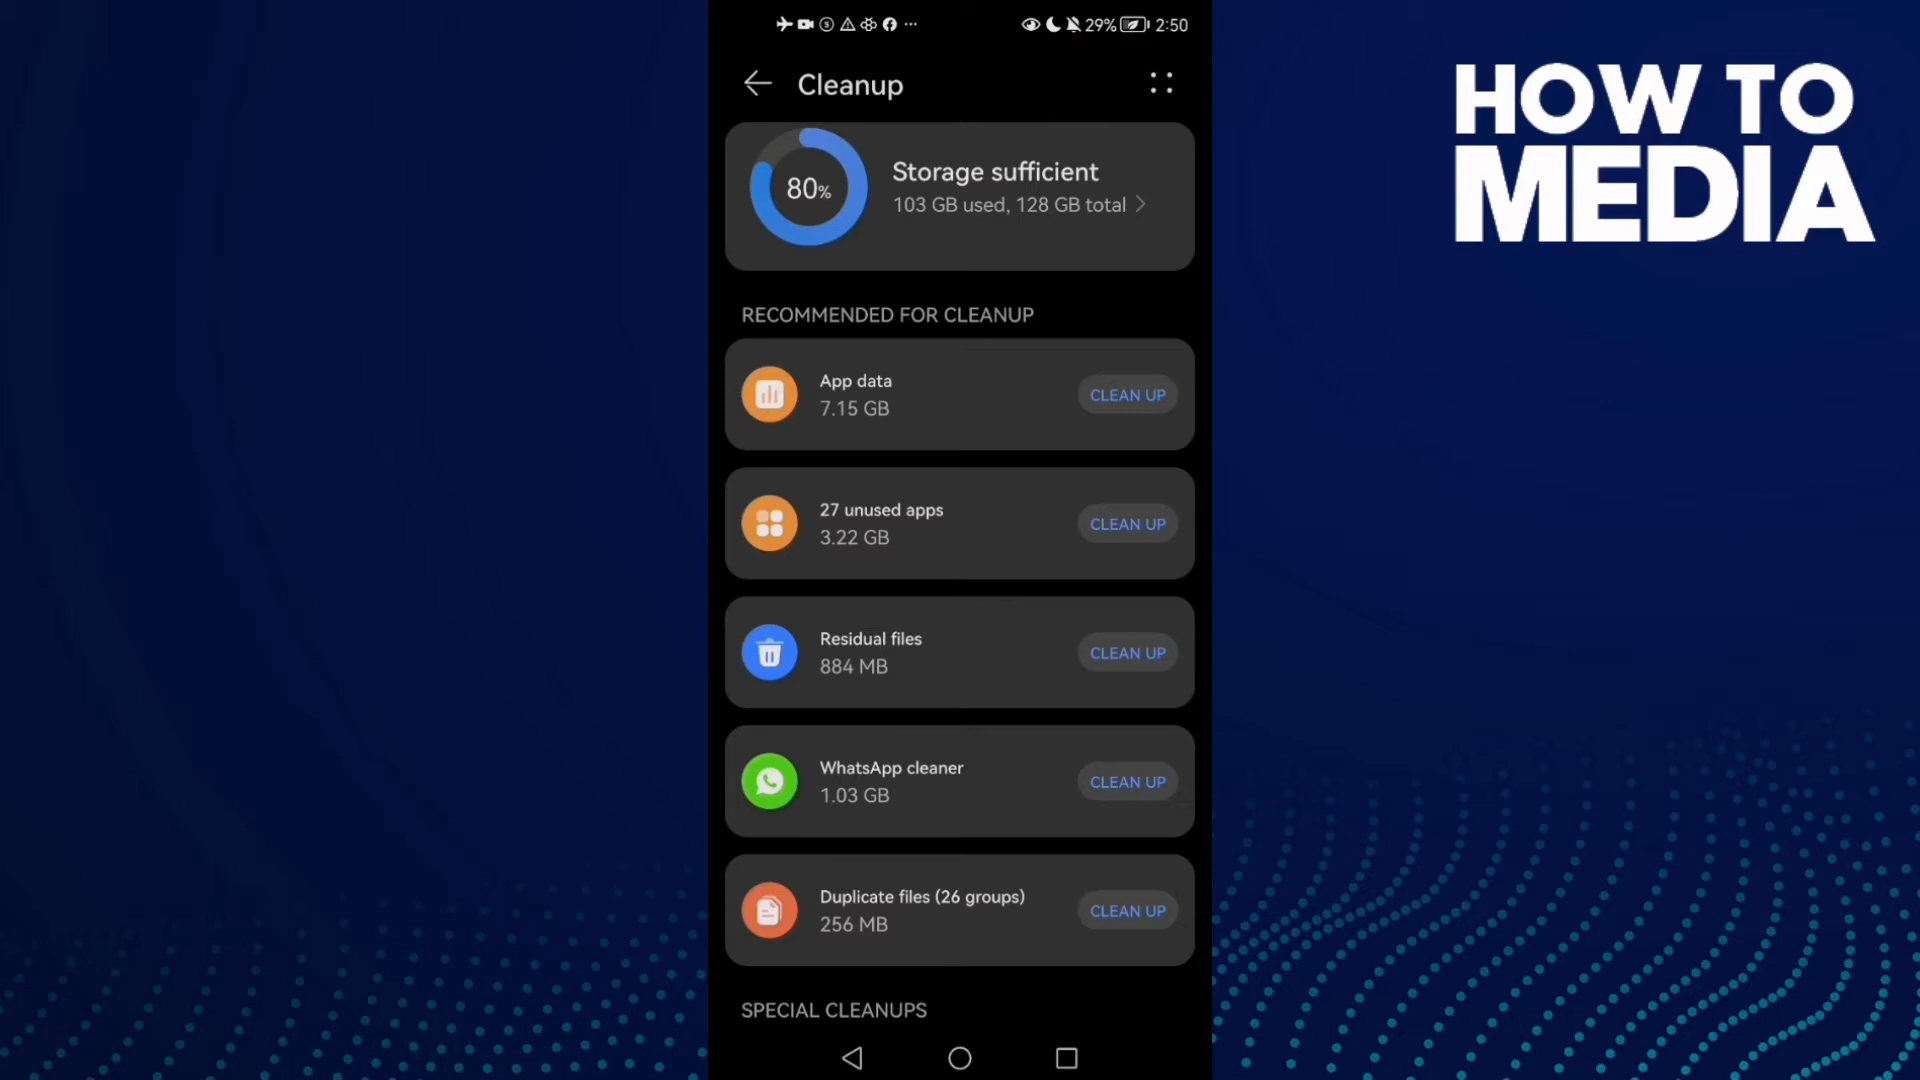 29% 2:50
Cleanup
HOW TO
MEDIA
80%
Storage sufficient
103 GB used, 128 GB total
RECOMMENDED FOR CLEANUP
App data
7.15 GB
CLEAN UP
27 unused apps
3.22 GB
CLEAN UP
Residual files
884 MB
CLEAN UP
WhatsApp cleaner
1.03 GB
CLEAN UP
Duplicate files (26 groups)
256 MB
CLEAN UP
SPECIAL CLEANUPS